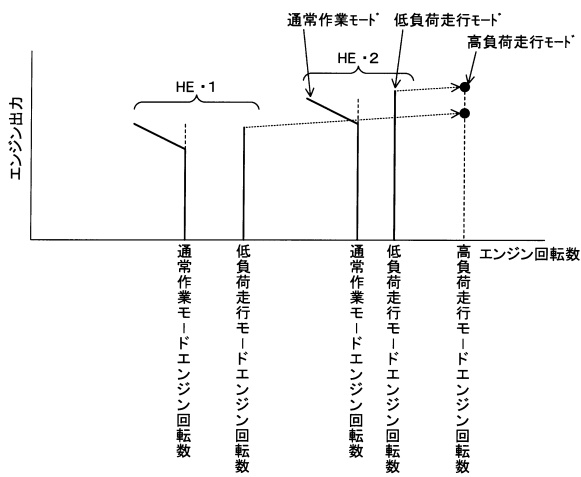 通常作業ﾓｰﾄﾞ
低負荷走行ﾓｰﾄﾞ
高負荷走行ﾓｰﾄﾞ
HE・2
HE・1
エンジン出力
エンジン回転数
通常作業モードエンジン回転数
低負荷走行モードエンジン回転数
通常作業モードエンジン回転数
低負荷走行モードエンジン回転数
高負荷走行モードエンジン回転数